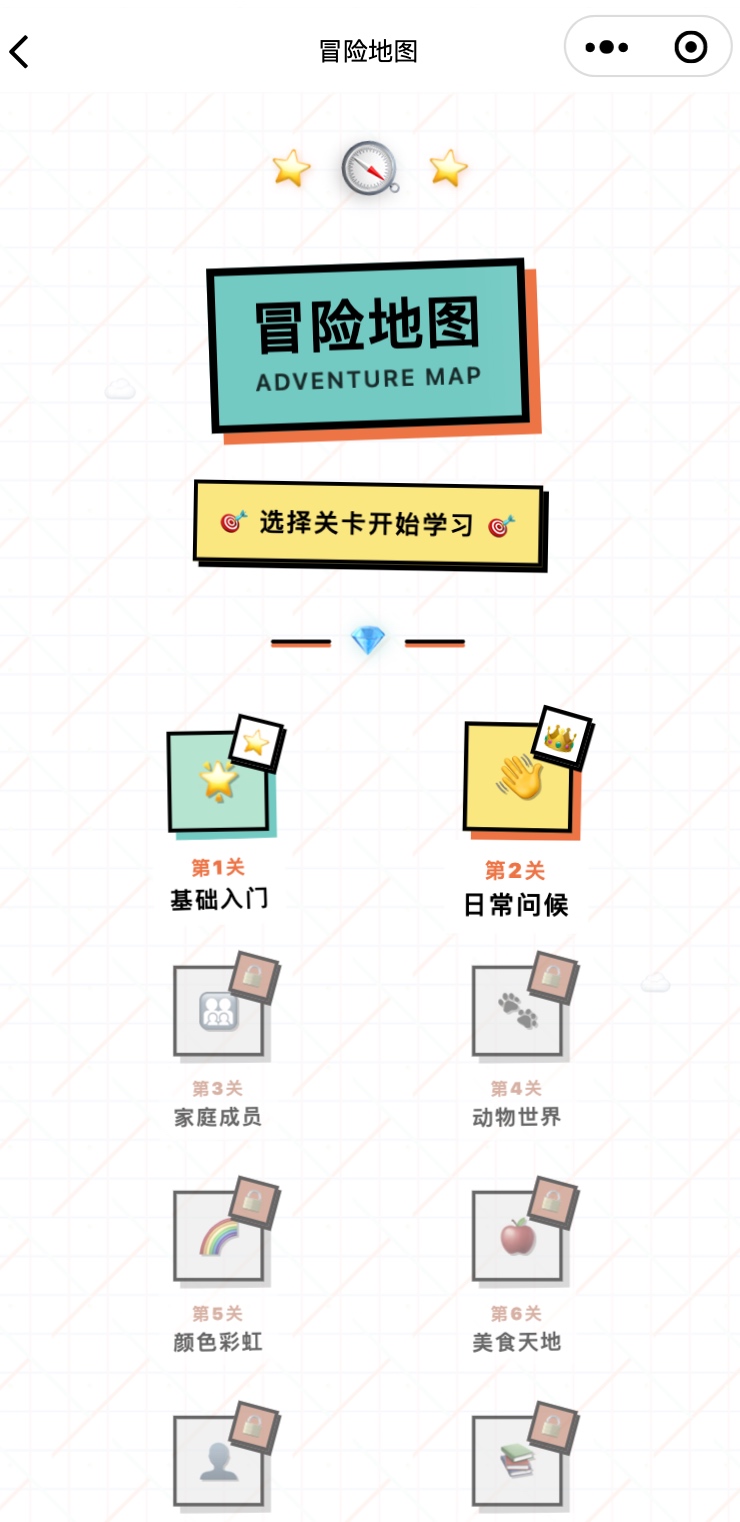 冒险地图
冒险地图
ADVENTURE MAP
选择关卡开始学习
第1关
基础入门
第2关
日常问候
第3关
家庭成员
第4关
动物世界
第5关
颜色彩虹
第6关
美食天地